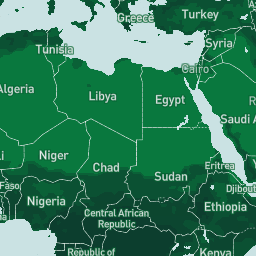 Turkey
Greece
Tunisia
Syria
Cairo
Algeria
Libya
Egypt
Saudi A
Niger
Chad
Sudan
Eritrea
Faso
Nigeria
Djibout
Ethiopia
Central African
Republic
Republic of
Kenya